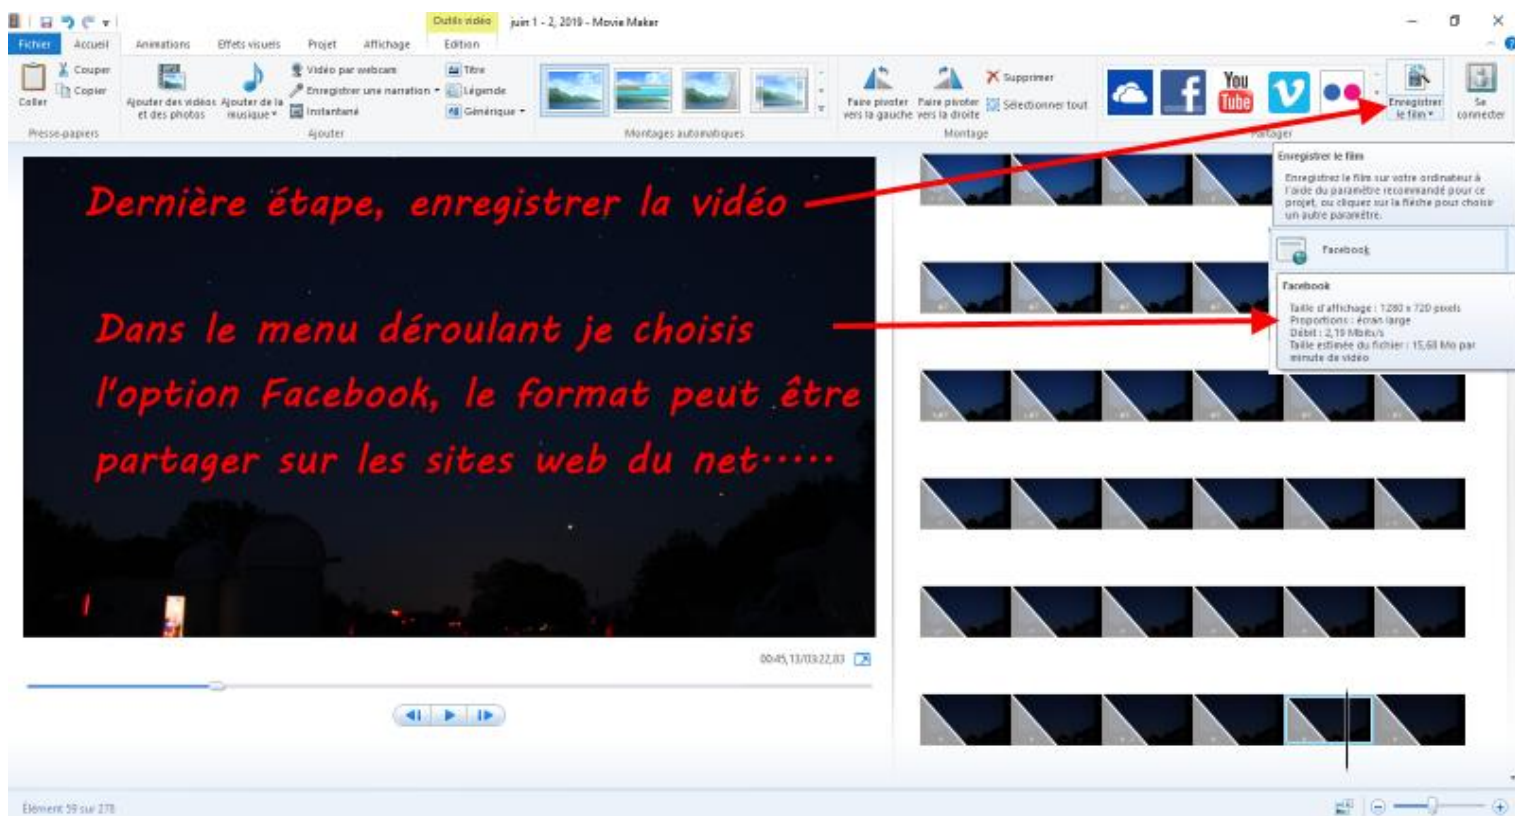 Outils vidéo
juin 1 - 2, 2019 - Movie Maker
Fichier Accueil Animations Effets visuels Projet Affichage Edition
Coller
Couper
Copier
Presse-papiers
Ajouter des vidéos et des photos
Ajouter de la musique
Vidéo par webcam
Enregistrer une narration
Instantané
Titre
Légende
Générique
Ajouter
Montages automatiques
Faire pivoter vers la gauche
Faire pivoter vers la droite
Supprimer
Sélectionner tout
Montage
You
Tube
Partager
Enregistrer
le film
Se
connecter
Dernière étape, enregistrer la vidéo
Dans le menu déroulant je choisis
l'option Facebook, le format peut être
partager sur les sites web du net.....
Enregistrer le film
Enregistrez le film sur votre ordinateur à
l'aide du paramètre recommandé pour ce
projet, ou cliquez sur la flèche pour choisir
un autre paramètre.
Facebook
Facebook
Taille d'affichage : 1280 x 720 pixels
Proportions : écran large
Débit : 2,19 Mbits/s
Taille estimée du fichier : 15,68 Mo par
minute de vidéo
00:45,13/03:22,83
Élément 59 sur 278